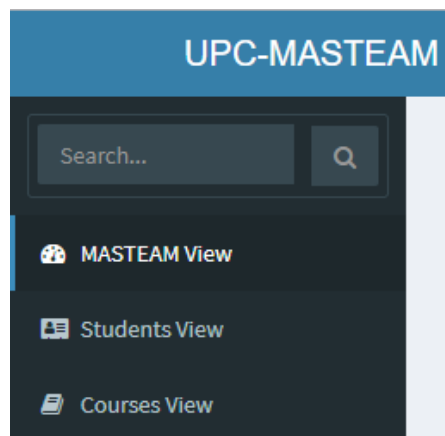 UPC-MASTEAM
Search...
MASTEAM View
Students View
Courses View